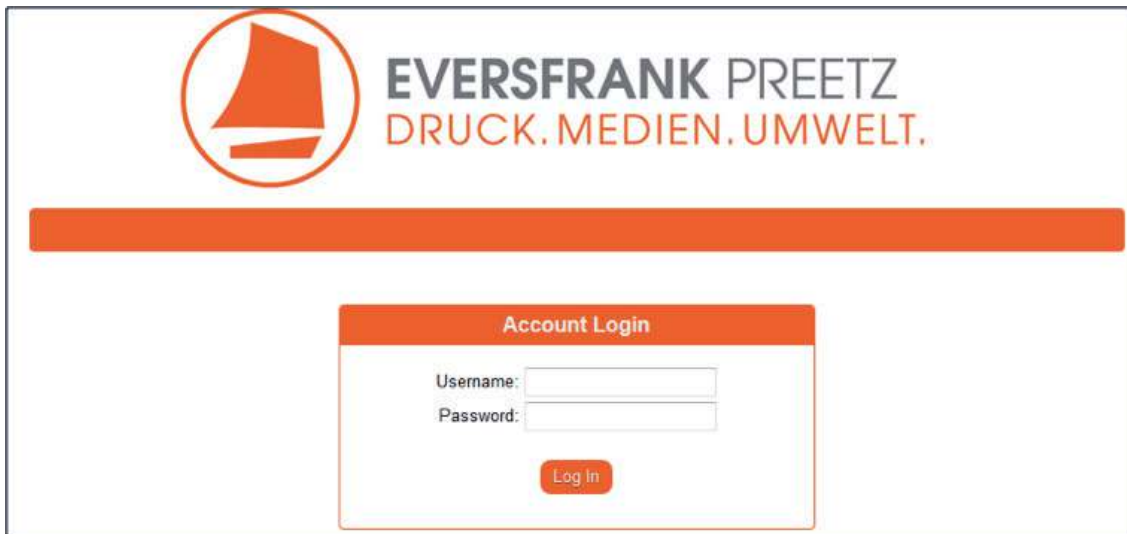 EVERSFRANK PREETZ
DRUCK.MEDIEN.UMWELT.
Account Login
Username:
Password:
Log In